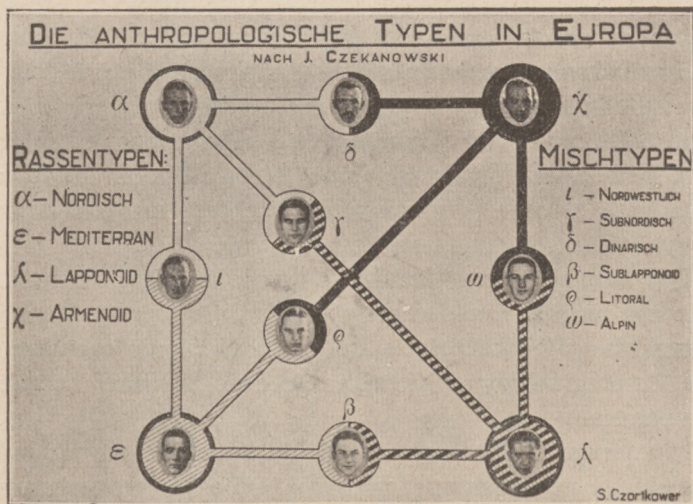 DIE ANTHROPOLOGISCHE TYPEN IN EUROPA
NACH J. CZEKANOWSKI
α
δ
χ
RASSENTYPEN:
α – NORDISCH
ε – MEDITERRAN
λ – LAPPONOID
χ – ARMENOID
γ
ι
ϱ
ω
MISCHTYPEN
ι – NORDWESTLICH
γ – SUBNORDISCH
δ – DINARISCH
β – SUBLAPPONOID
ϱ – LITORAL
ω – ALPIN
ε
β
λ
S. Czortkower